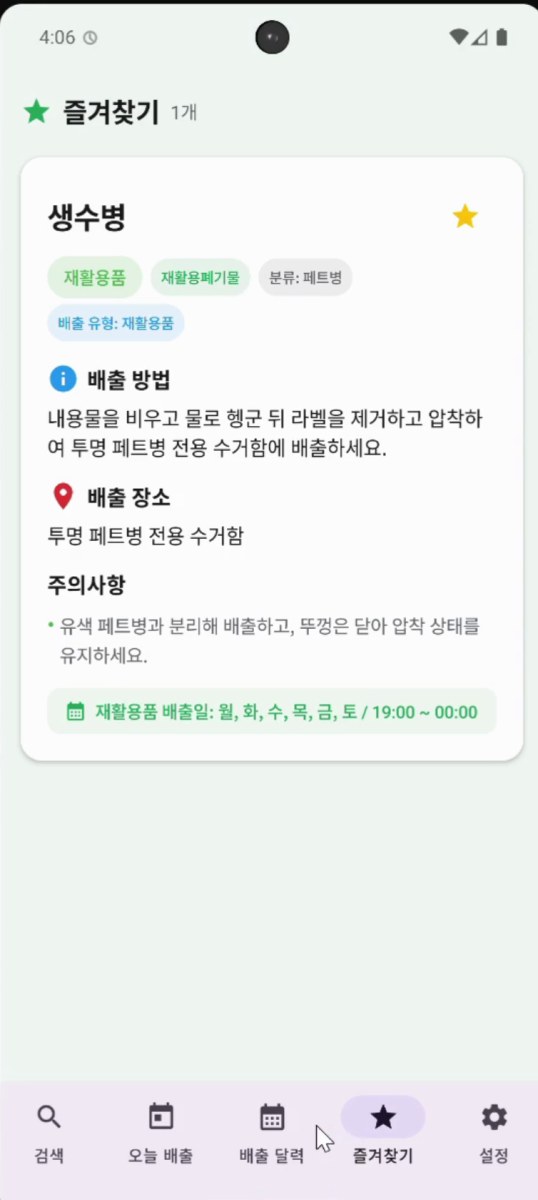 4:06
즐겨찾기 1개
생수병
재활용품 재활용폐기물 분류: 페트병
배출 유형: 재활용품
배출 방법
내용물을 비우고 물로 헹군 뒤 라벨을 제거하고 압착하
여 투명 페트병 전용 수거함에 배출하세요.
배출 장소
투명 페트병 전용 수거함
주의사항
• 유색 페트병과 분리해 배출하고, 뚜껑은 닫아 압착 상태를
유지하세요.
재활용품 배출일: 월, 화, 수, 목, 금, 토 / 19:00 ~ 00:00
검색 오늘 배출 배출 달력 즐겨찾기 설정